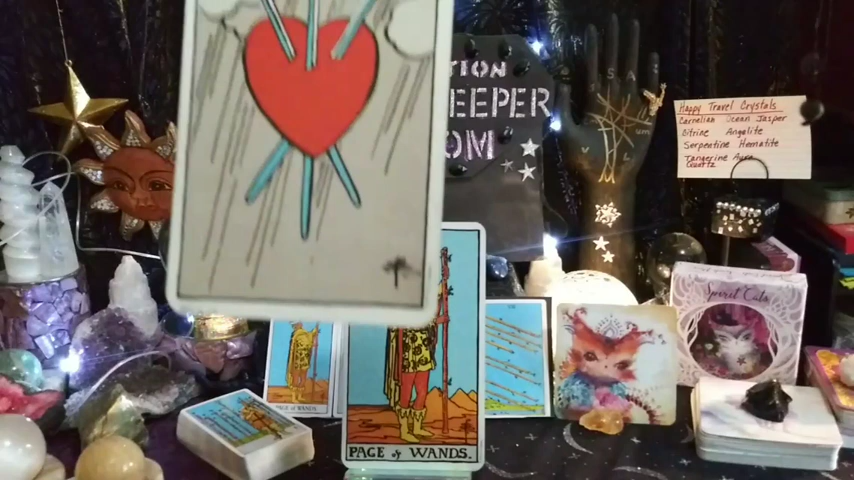 TION
EEPER
OM
S A
Happy Travel Crystals
Carnelian Ocean Jasper
Citrine Angelite
Serpentine Hematite
Tangerine Aura
Quartz
Spirit Cats
PAGE of WANDS
PAGE of WANDS.